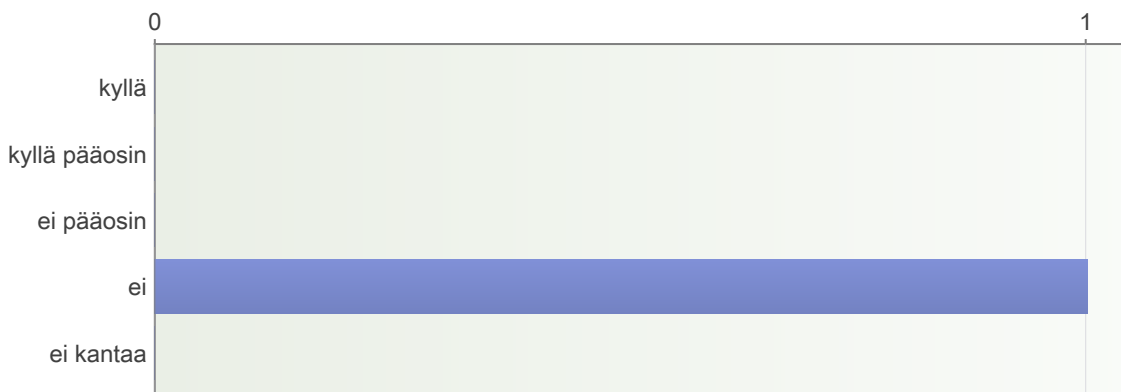 0 1
kyllä
kyllä pääosin
ei pääosin
ei
ei kantaa